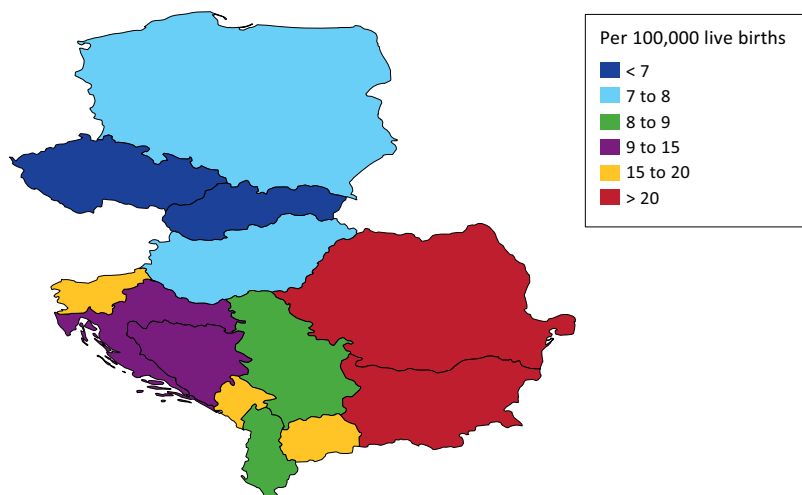 Per 100,000 live births
< 7
7 to 8
8 to 9
9 to 15
15 to 20
> 20